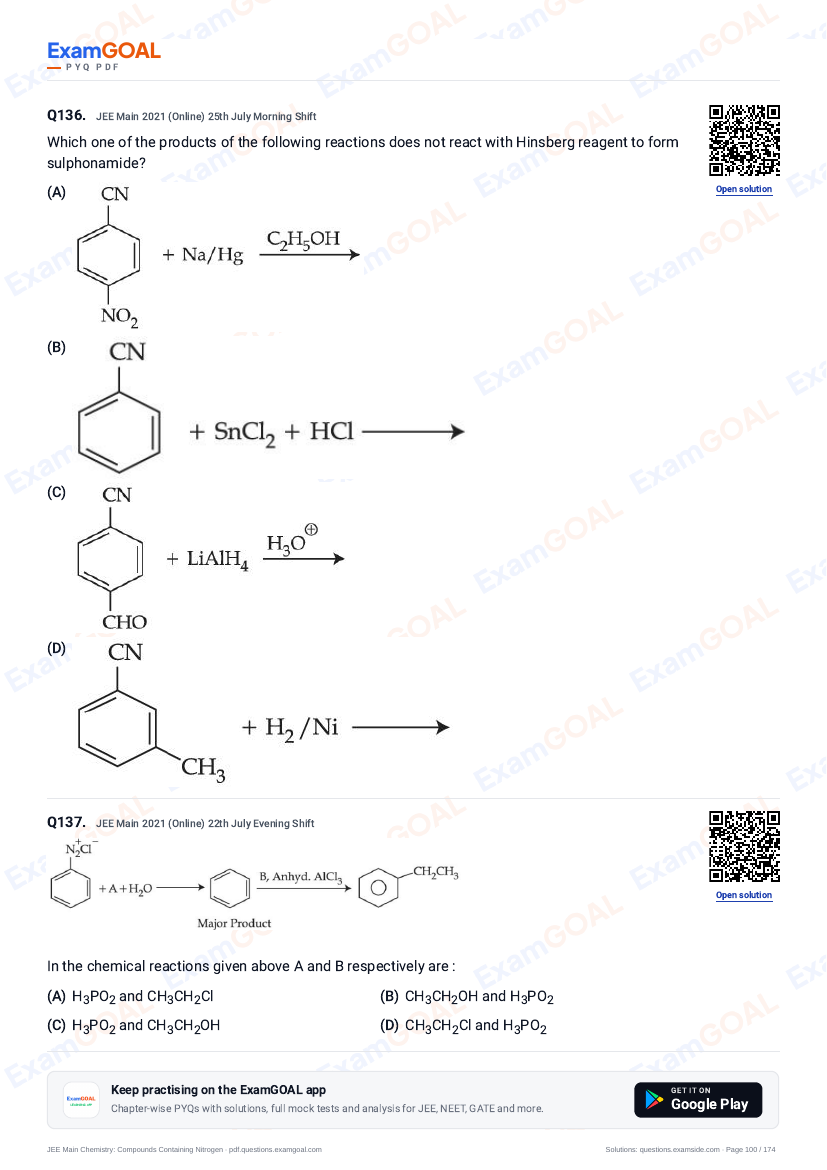 ExamGOAL
PYQ PDF
Q136. JEE Main 2021 (Online) 25th July Morning Shift
Which one of the products of the following reactions does not react with Hinsberg reagent to form
sulphonamide?
Open solution
(A)
CN
+ Na/Hg C₂H₅OH
NO₂
(B)
CN
+ SnCl₂ + HCl
(C)
CN
+ LiAlH₄ H₃O⊕
CHO
(D)
CN
+ H₂/Ni
CH₃
Q137. JEE Main 2021 (Online) 22th July Evening Shift
N₂⁺Cl⁻
+ A + H₂O B, Anhyd. AlCl₃ CH₂CH₃
Major Product
Open solution
In the chemical reactions given above A and B respectively are :
(A) H₃PO₂ and CH₃CH₂Cl (B) CH₃CH₂OH and H₃PO₂
(C) H₃PO₂ and CH₃CH₂OH (D) CH₃CH₂Cl and H₃PO₂
ExamGOAL
Keep practising on the ExamGOAL app
Chapter-wise PYQs with solutions, full mock tests and analysis for JEE, NEET, GATE and more.
GET IT ON
Google Play
JEE Main Chemistry: Compounds Containing Nitrogen · pdf.questions.examgoal.com Solutions: questions.examside.com · Page 100 / 174